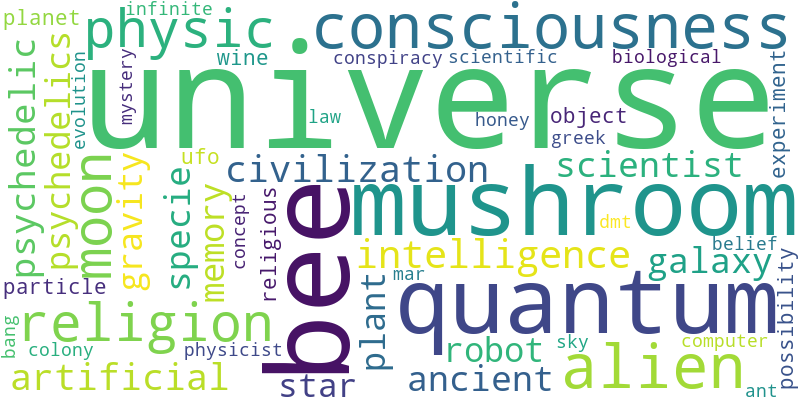 planet
infinite
physic
consciousness
wine
conspiracy
scientific
biological
psychedelic
psychedelics
evolution
mystery
universe
experiment
law
honey
object
greek
ufo
civilization
scientist
moon
gravity
specie
memory
concept
religious
bee
mushroom
dmt
belief
intelligence
galaxy
particle
plant
mar
quantum
possibility
religion
bang
colony
physicist
robot
sky
computer
artificial
star
ancient
alien
ant